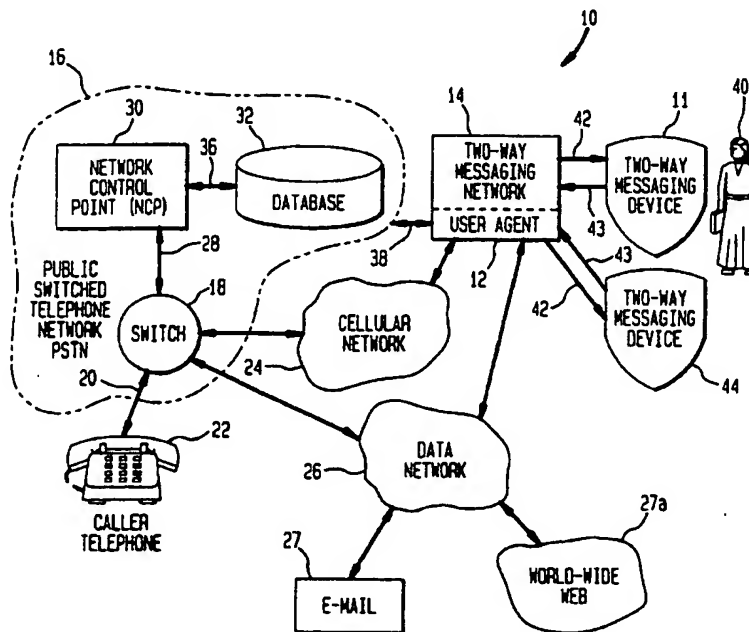 10
16
40
30
32
14
42
11
NETWORK
CONTROL
POINT (NCP)
36
DATABASE
TWO-WAY
MESSAGING
NETWORK
USER AGENT
TWO-WAY
MESSAGING
DEVICE
43
28
38
12
43
42
PUBLIC
SWITCHED
TELEPHONE
NETWORK
PSTN
18
SWITCH
CELLULAR
NETWORK
24
TWO-WAY
MESSAGING
DEVICE
44
20
22
CALLER
TELEPHONE
26
DATA
NETWORK
27
E-MAIL
27a
WORLD-WIDE
WEB